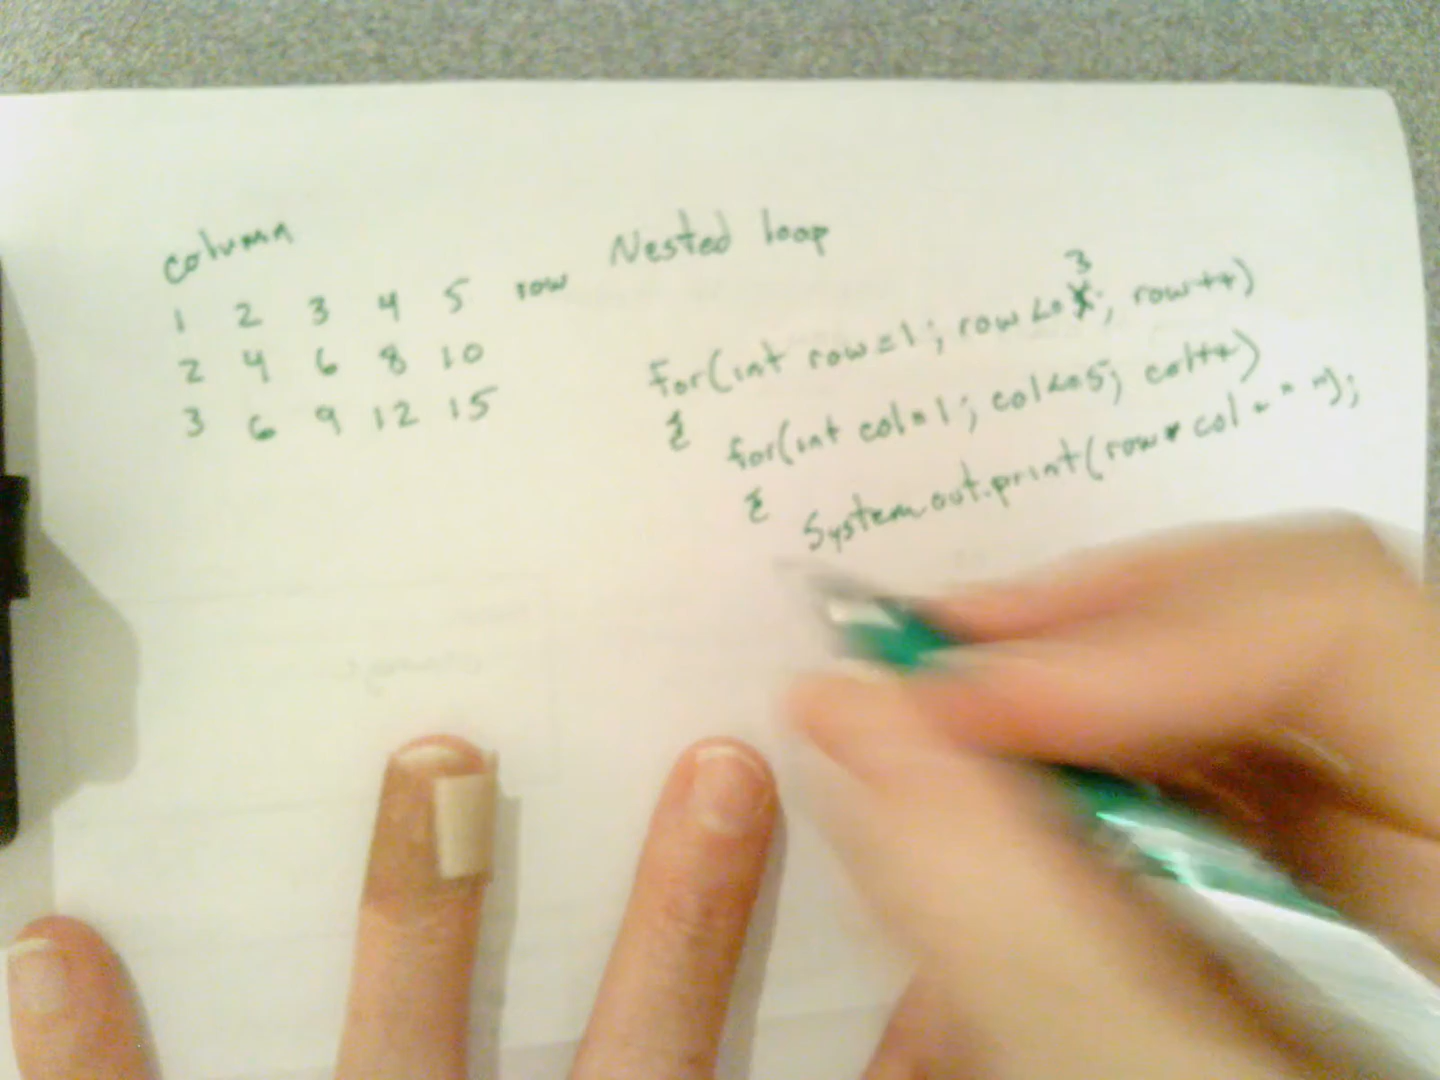 column
1 2 3 4 5 row
2 4 6 8 10
3 6 9 12 15
Nested loop
3
for(int row=1; row<=; row++)
{
for(int col=1; col<=5; col++)
{
System.out.print(row * col + " ");